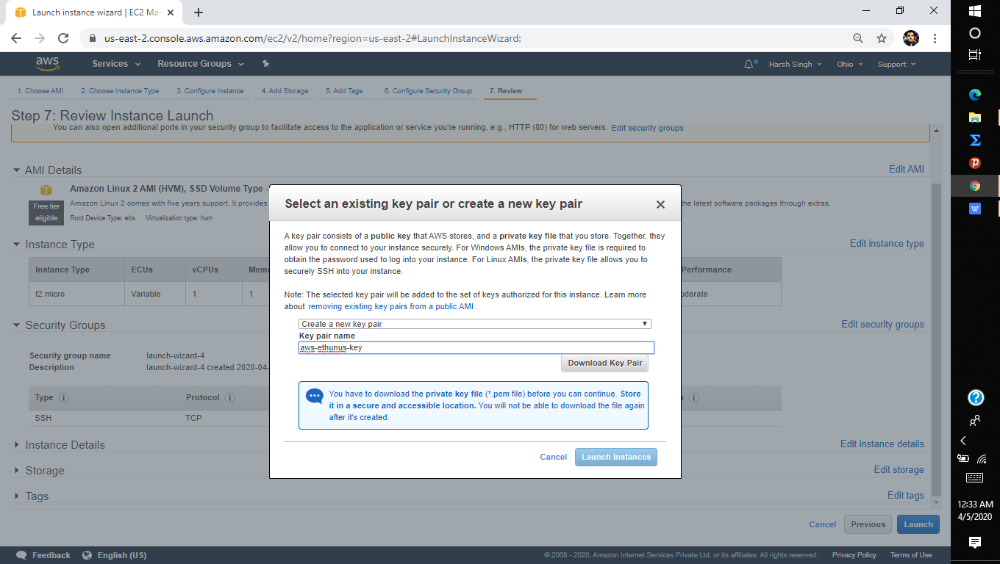 Launch instance wizard | EC2 Ma
us-east-2.console.aws.amazon.com/ec2/v2/home?region=us-east-2#LaunchInstanceWizard:
aws Services Resource Groups Harsh Singh Ohio Support
1. Choose AMI 2. Choose Instance Type 3. Configure Instance 4. Add Storage 5. Add Tags 6. Configure Security Group 7. Review
Step 7: Review Instance Launch
You can also open additional ports in your security group to facilitate access to the application or service you're running, e.g., HTTP (80) for web servers. Edit security groups
AMI Details Edit AMI
Amazon Linux 2 AMI (HVM), SSD Volume Type -
Free tier eligible
Amazon Linux 2 comes with five years support. It provides the latest software packages through extras.
Root Device Type: ebs Virtualization type: hvm
Instance Type Edit instance type
Instance Type ECUs vCPUs Performance
t2.micro Variable 1 1
Security Groups Edit security groups
Security group name launch-wizard-4
Description launch-wizard-4 created 2020-04-
Type Protocol
SSH TCP
Instance Details Edit instance details
Storage Edit storage
Tags Edit tags
Select an existing key pair or create a new key pair
A key pair consists of a public key that AWS stores, and a private key file that you store. Together, they
allow you to connect to your instance securely. For Windows AMIs, the private key file is required to
obtain the password used to log into your instance. For Linux AMIs, the private key file allows you to
securely SSH into your instance.
Note: The selected key pair will be added to the set of keys authorized for this instance. Learn more
about removing existing key pairs from a public AMI .
Create a new key pair
Key pair name
aws-ethunus-key
Download Key Pair
You have to download the private key file (*.pem file) before you can continue. Store
it in a secure and accessible location. You will not be able to download the file again
after it's created.
Cancel Launch Instances
Cancel Previous Launch
Feedback English (US) © 2008 - 2020, Amazon Internet Services Private Ltd. or its affiliates. All rights reserved. Privacy Policy Terms of Use
12:33 AM
4/5/2020